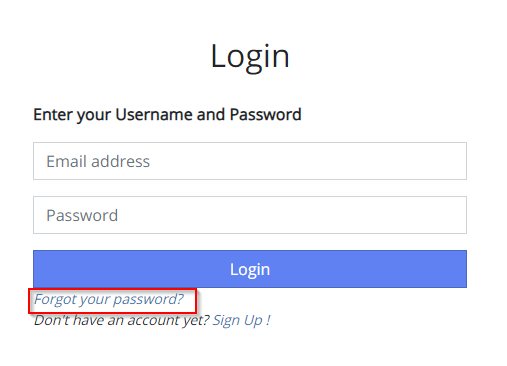 Login
Enter your Username and Password
Email address
Password
Login
Forgot your password?
Don't have an account yet? Sign Up !